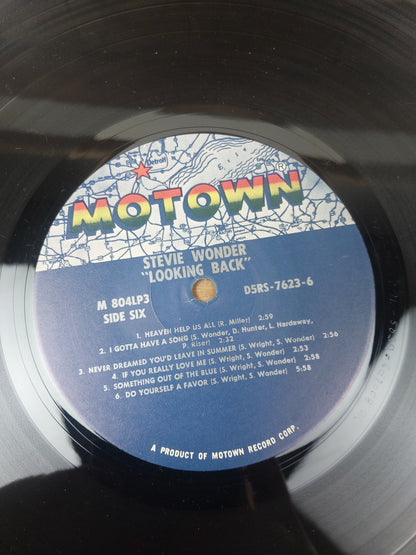 Detroit
MOTOWN®
STEVIE WONDER
"LOOKING BACK"
M 804LP3
D5RS-7623-6
SIDE SIX
1. HEAVEN HELP US ALL (R. Miller) 2:59
2. I GOTTA HAVE A SONG (S. Wonder, D. Hunter, L. Hardaway,
P. Riser) 2:32
3. NEVER DREAMED YOU'D LEAVE IN SUMMER (S. Wright, S. Wonder) 2:56
4. IF YOU REALLY LOVE ME (S. Wright, S. Wonder) 2:53
5. SOMETHING OUT OF THE BLUE (S. Wright, S. Wonder) 2:58
6. DO YOURSELF A FAVOR (S. Wright, S. Wonder) 5:58
A PRODUCT OF MOTOWN RECORD CORP.